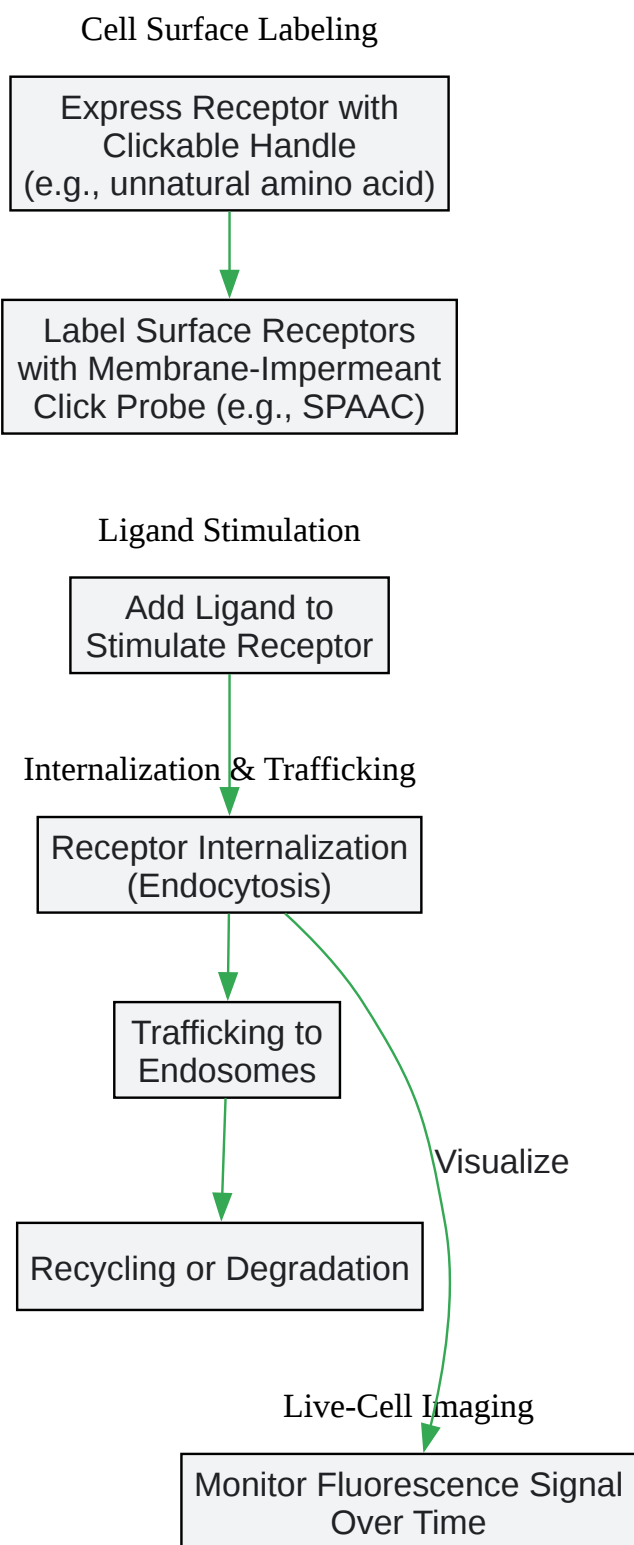 Cell Surface Labeling
Express Receptor with
Clickable Handle
(e.g., unnatural amino acid)
Label Surface Receptors
with Membrane-Impermeant
Click Probe (e.g., SPAAC)
Ligand Stimulation
Add Ligand to
Stimulate Receptor
Internalization & Trafficking
Receptor Internalization
(Endocytosis)
Trafficking to
Endosomes
Visualize
Recycling or Degradation
Live-Cell Imaging
Monitor Fluorescence Signal
Over Time